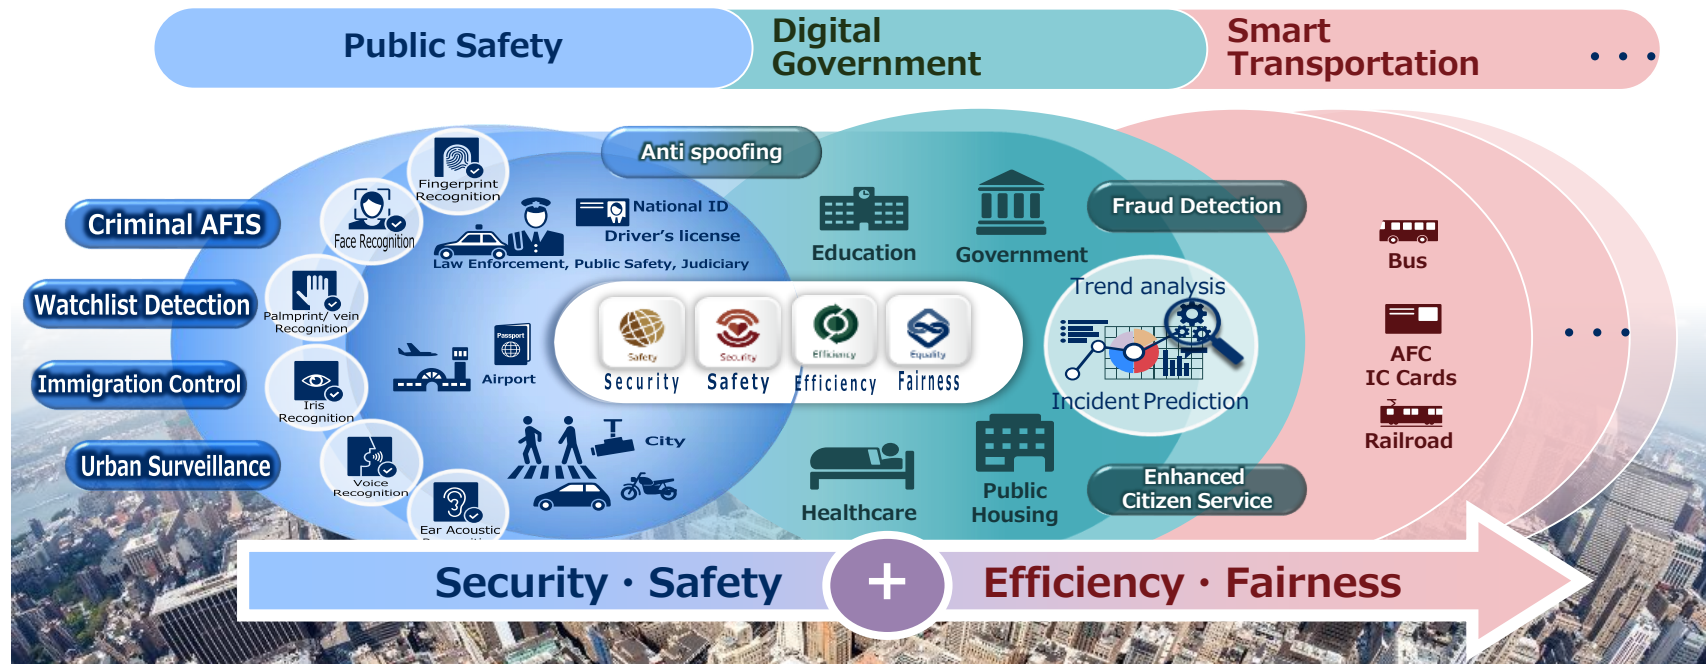 Public Safety
Digital
Government
Smart
Transportation
...
Anti spoofing
Fingerprint
Recognition
Criminal AFIS
Face Recognition
National ID
Driver's license
Law Enforcement, Public Safety, Judiciary
Education
Government
Fraud Detection
Bus
Watchlist Detection
Palmprint/ vein
Recognition
Passport
Airport
Safety
Security
Efficiency
Equality
Security
Safety
Efficiency
Fairness
Trend analysis
Incident Prediction
AFC
IC Cards
...
Immigration Control
Iris
Recognition
Railroad
Urban Surveillance
Voice
Recognition
City
Ear Acoustic
Healthcare
Public
Housing
Enhanced
Citizen Service
Security・Safety
+
Efficiency・Fairness